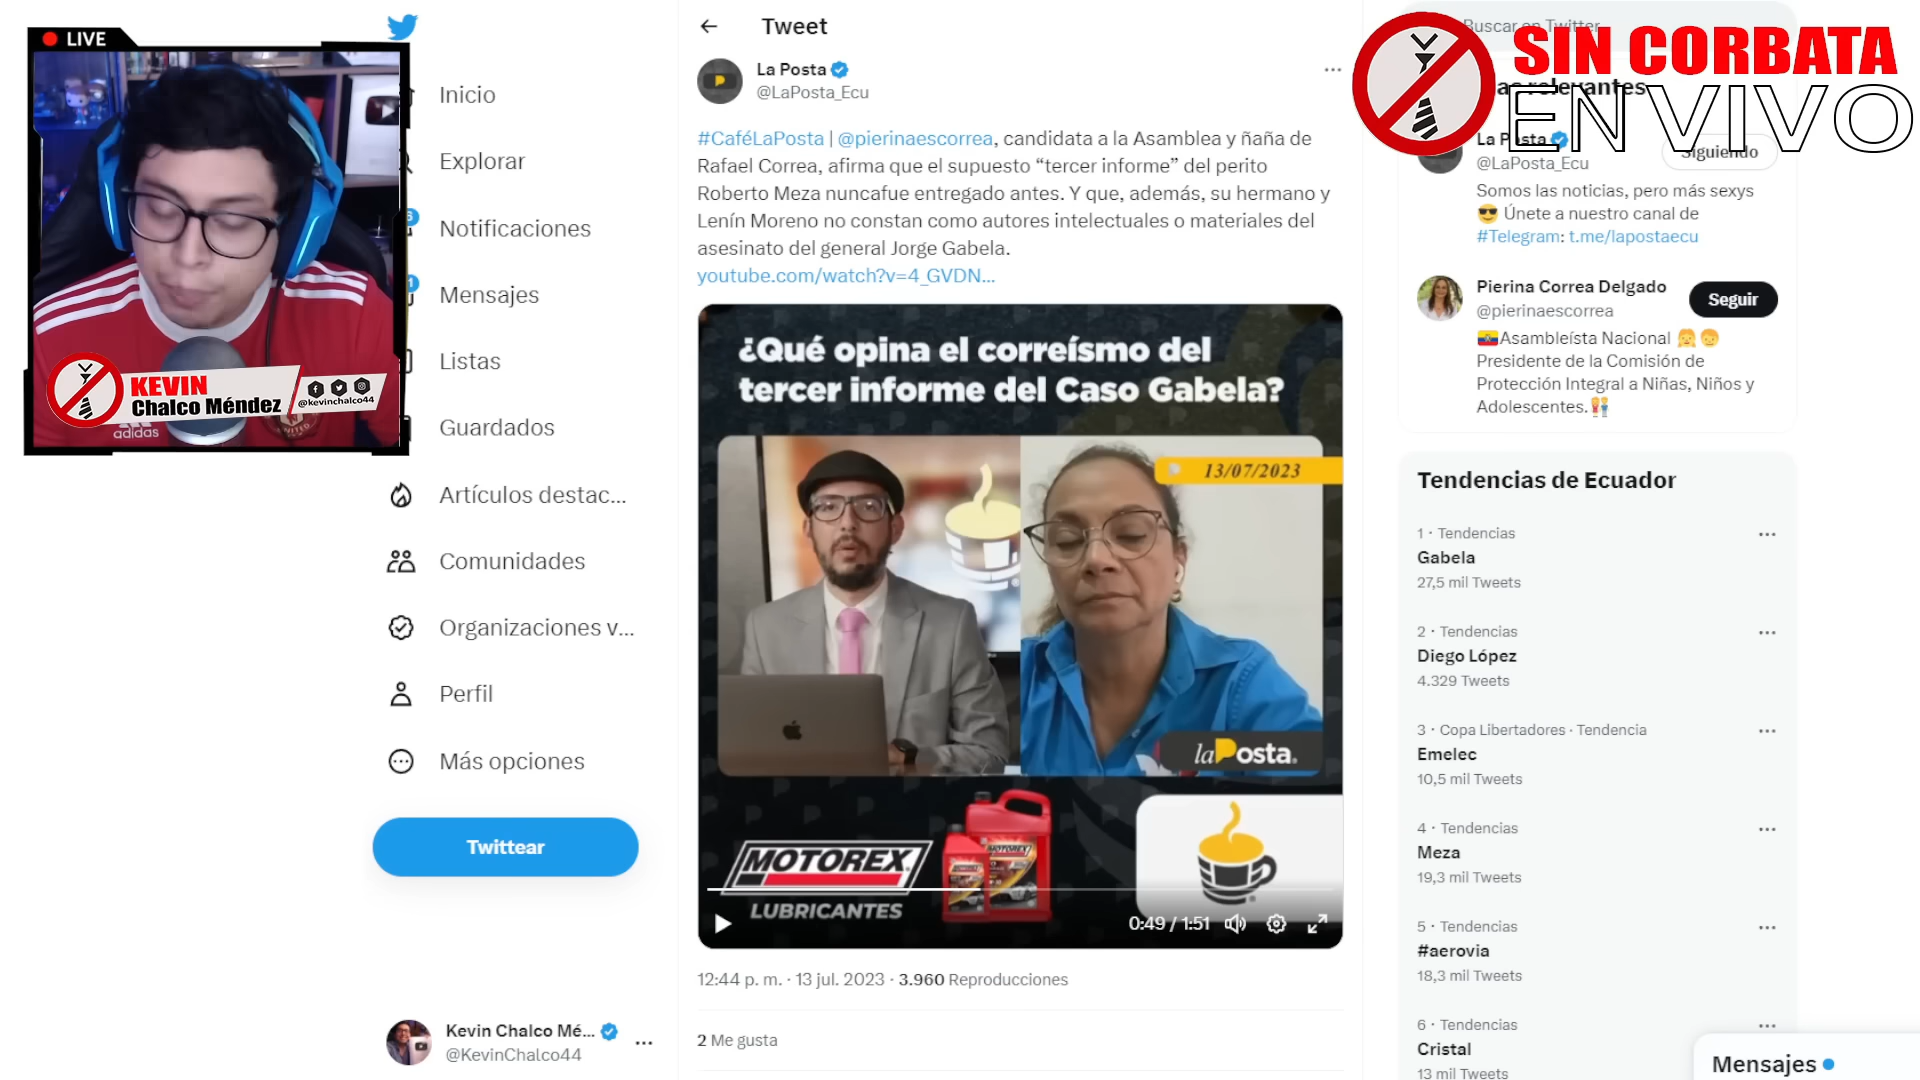 LIVE
KEVIN
Chalco Méndez
@kevinchalco44
adidas
Inicio
Explorar
Notificaciones
Mensajes
Listas
Guardados
Artículos destac...
Comunidades
Organizaciones v...
Perfil
Más opciones
Twittear
Kevin Chalco Mé...
@KevinChalco44
Tweet
La Posta
@LaPosta_Ecu
#CaféLaPosta | @pierinaescorrea, candidata a la Asamblea y ñaña de
Rafael Correa, afirma que el supuesto “tercer informe” del perito
Roberto Meza nuncafue entregado antes. Y que, además, su hermano y
Lenín Moreno no constan como autores intelectuales o materiales del
asesinato del general Jorge Gabela.
youtube.com/watch?v=4_GVDN...
¿Qué opina el correísmo del
tercer informe del Caso Gabela?
13/07/2023
laPosta.
MOTOREX
LUBRICANTES
MOTOREX
0:49 / 1:51
12:44 p. m. · 13 jul. 2023 · 3.960 Reproducciones
2 Me gusta
Buscar en Twitter
SIN CORBATA
EN VIVO
relevantes
La Posta
@LaPosta_Ecu
Siguiendo
Somos las noticias, pero más sexys
😎 Únete a nuestro canal de
#Telegram: t.me/lapostaecu
Pierina Correa Delgado
@pierinaescorrea
Seguir
Asambleísta Nacional
Presidente de la Comisión de
Protección Integral a Niñas, Niños y
Adolescentes.
Tendencias de Ecuador
1 · Tendencias
Gabela
27,5 mil Tweets
2 · Tendencias
Diego López
4.329 Tweets
3 · Copa Libertadores · Tendencia
Emelec
10,5 mil Tweets
4 · Tendencias
Meza
19,3 mil Tweets
5 · Tendencias
#aerovia
18,3 mil Tweets
6 · Tendencias
Cristal
13 mil Tweets
Mensajes